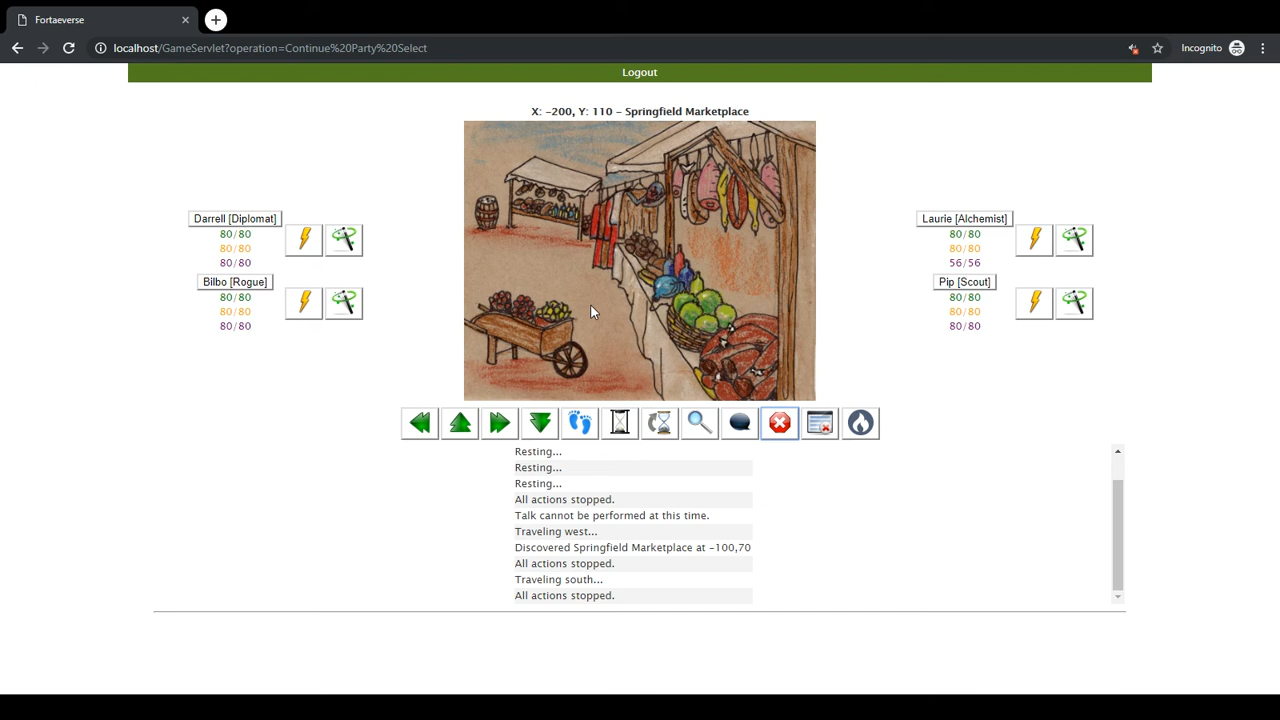 Fortaeverse
localhost/GameServlet?operation=Continue%20Party%20Select
Incognito
Logout
X: -200, Y: 110 - Springfield Marketplace
Darrell [Diplomat]
80/80
80/80
80/80
Bilbo [Rogue]
80/80
80/80
80/80
Laurie [Alchemist]
80/80
80/80
56/56
Pip [Scout]
80/80
80/80
80/80
Resting...
Resting...
Resting...
All actions stopped.
Talk cannot be performed at this time.
Traveling west...
Discovered Springfield Marketplace at -100,70
All actions stopped.
Traveling south...
All actions stopped.